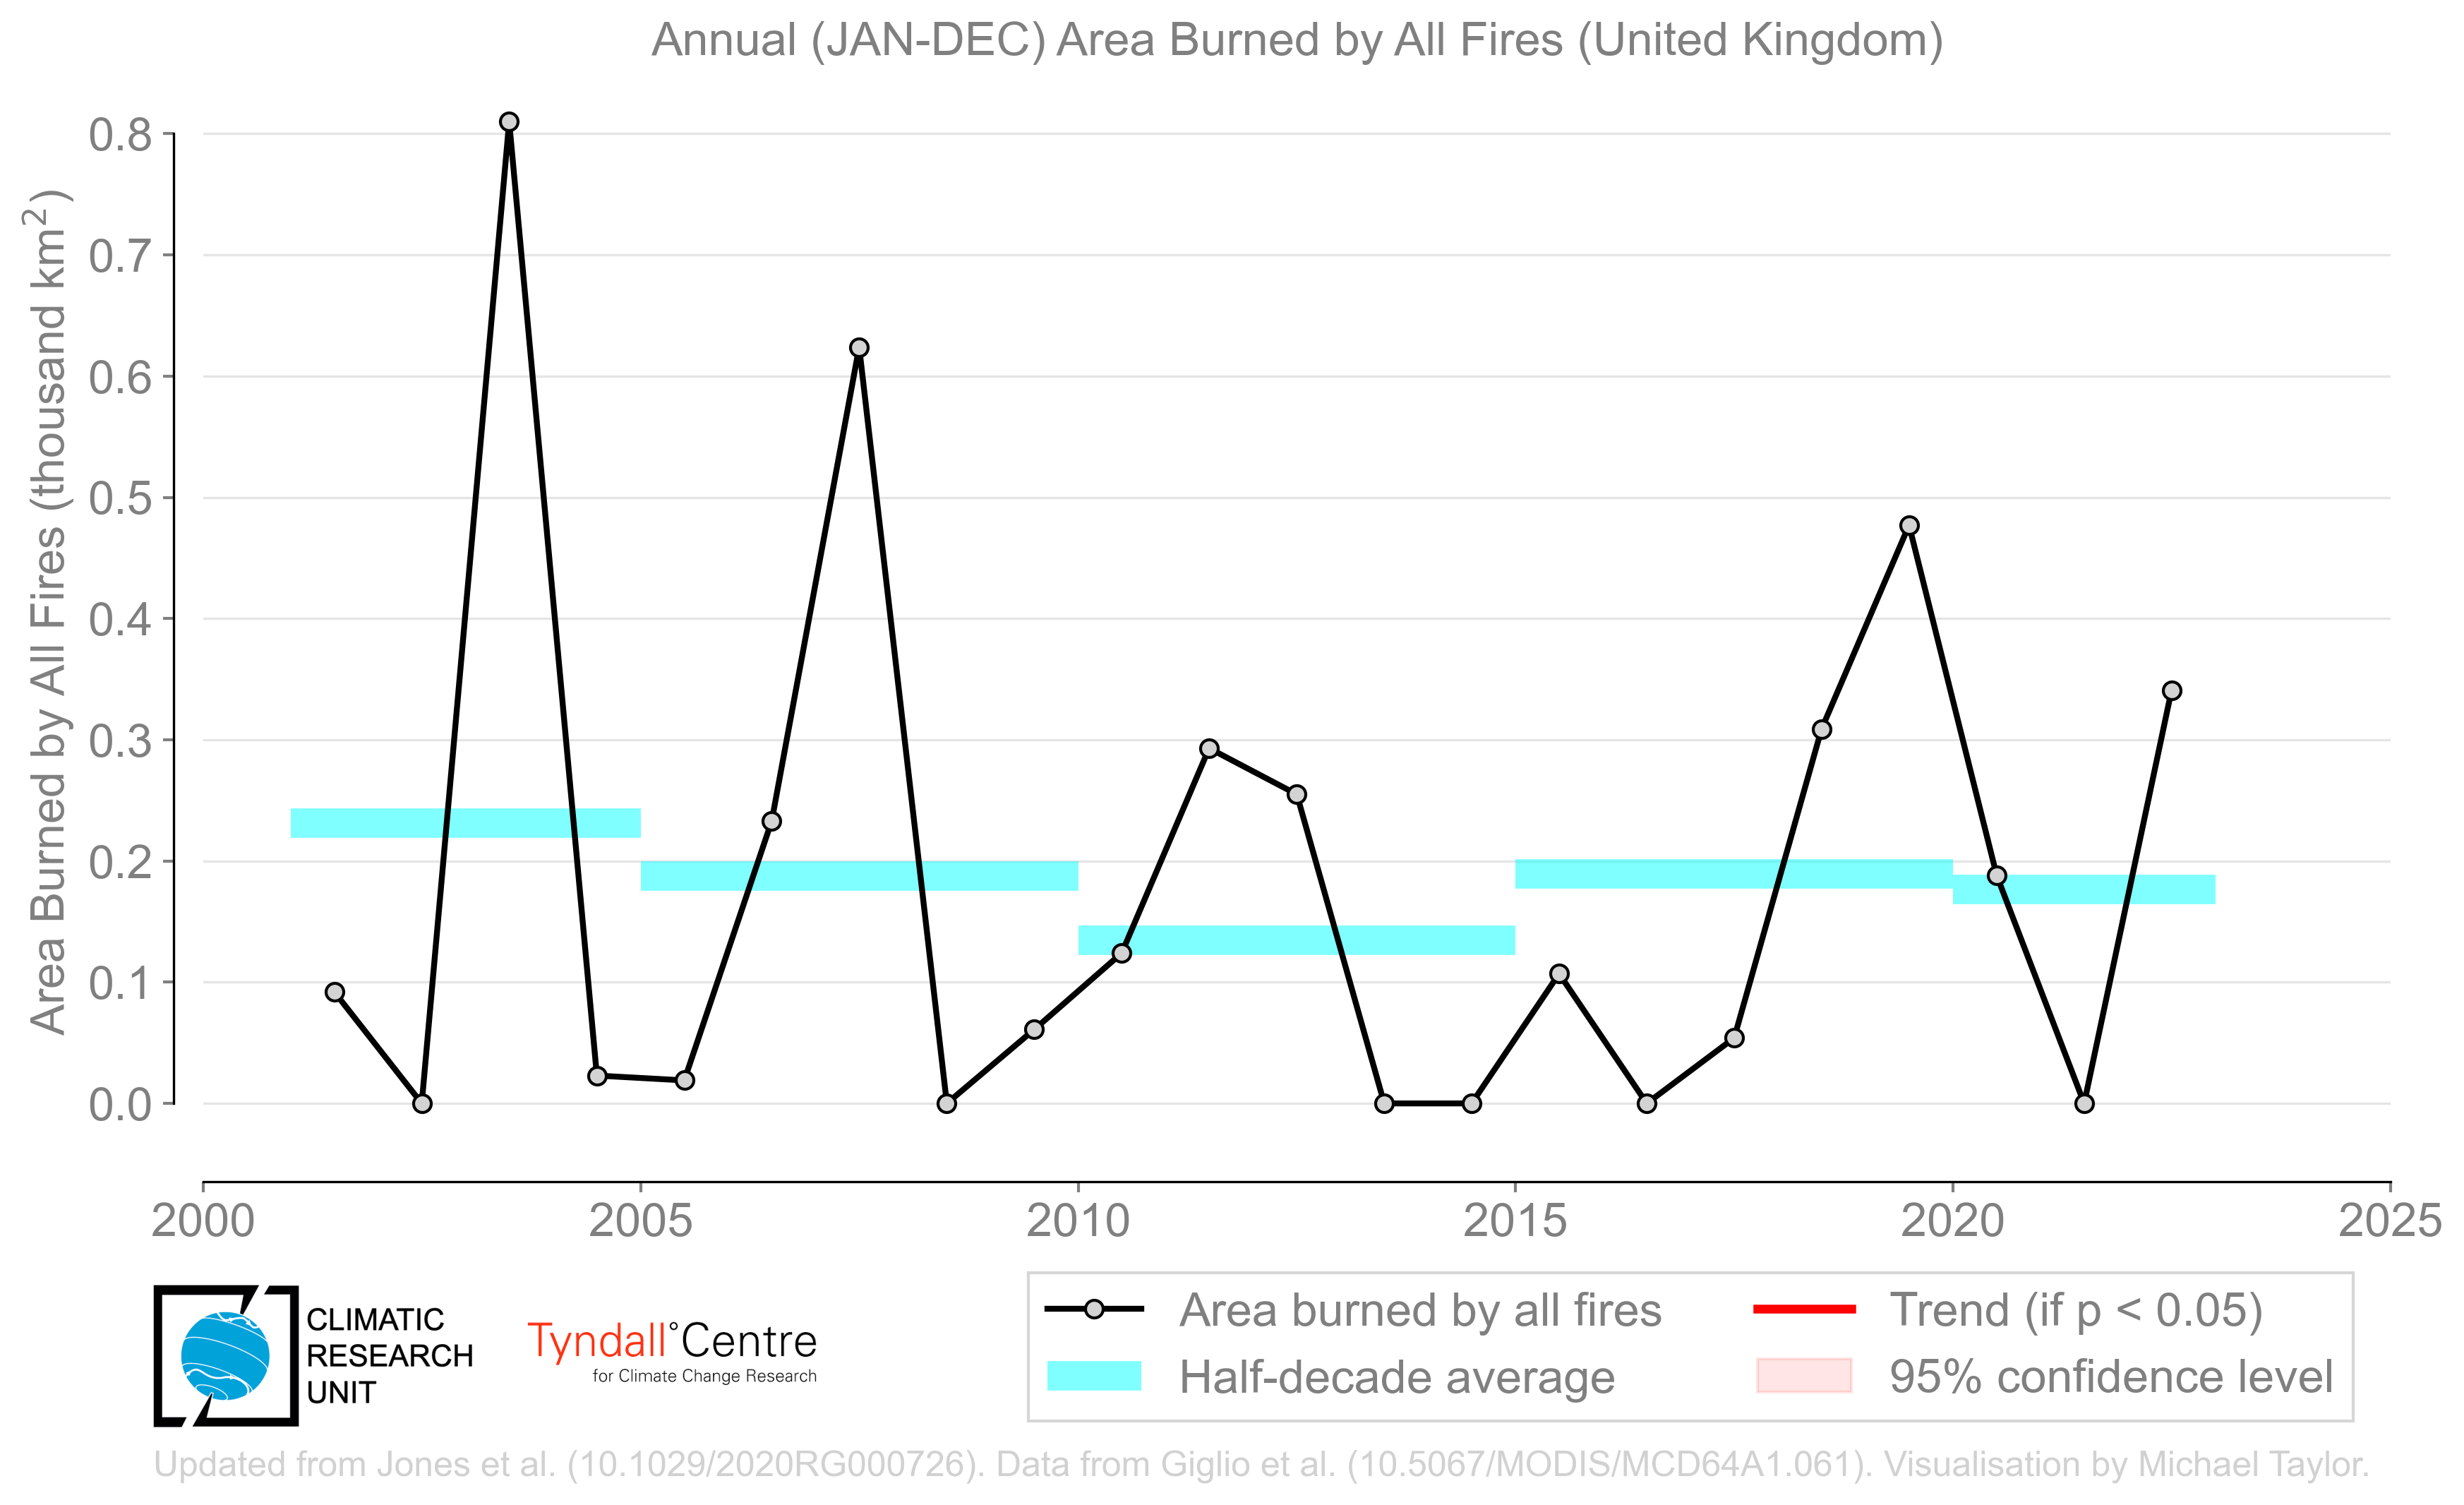 Annual (JAN-DEC) Area Burned by All Fires (United Kingdom)
Area Burned by All Fires (thousand km²)
0.8
0.7
0.6
0.5
0.4
0.3
0.2
0.1
0.0
2000 2005 2010 2015 2020 2025
CLIMATIC
RESEARCH
UNIT
Tyndall°Centre
for Climate Change Research
Area burned by all fires
Half-decade average
Trend (if p < 0.05)
95% confidence level
Updated from Jones et al. (10.1029/2020RG000726). Data from Giglio et al. (10.5067/MODIS/MCD64A1.061). Visualisation by Michael Taylor.